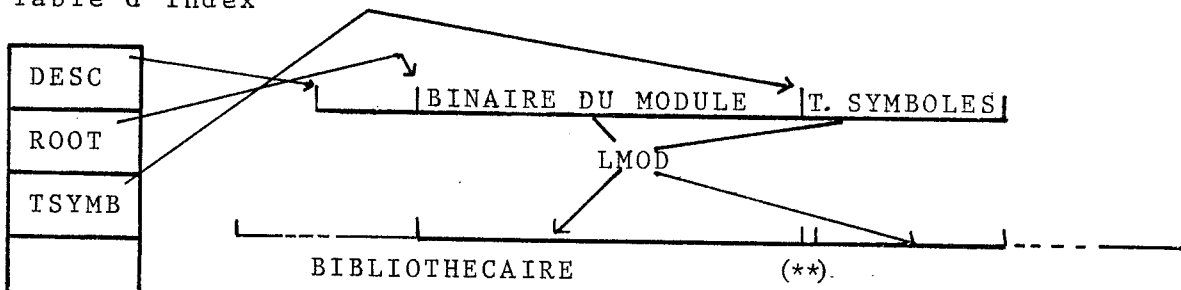 Table d'Index
DESC
ROOT
TSYMB
BINAIRE DU MODULE
T. SYMBOLES
LMOD
BIBLIOTHECAIRE
(**)